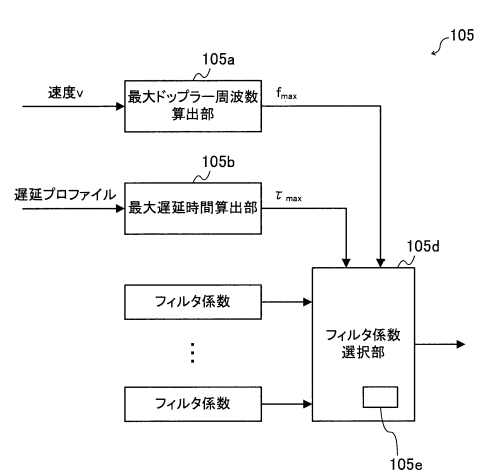 105
105a
速度v
最大ドップラー周波数
算出部
fmax
105b
遅延プロファイル
最大遅延時間算出部
τmax
105d
フィルタ係数
フィルタ係数
選択部
⋮
フィルタ係数
105e